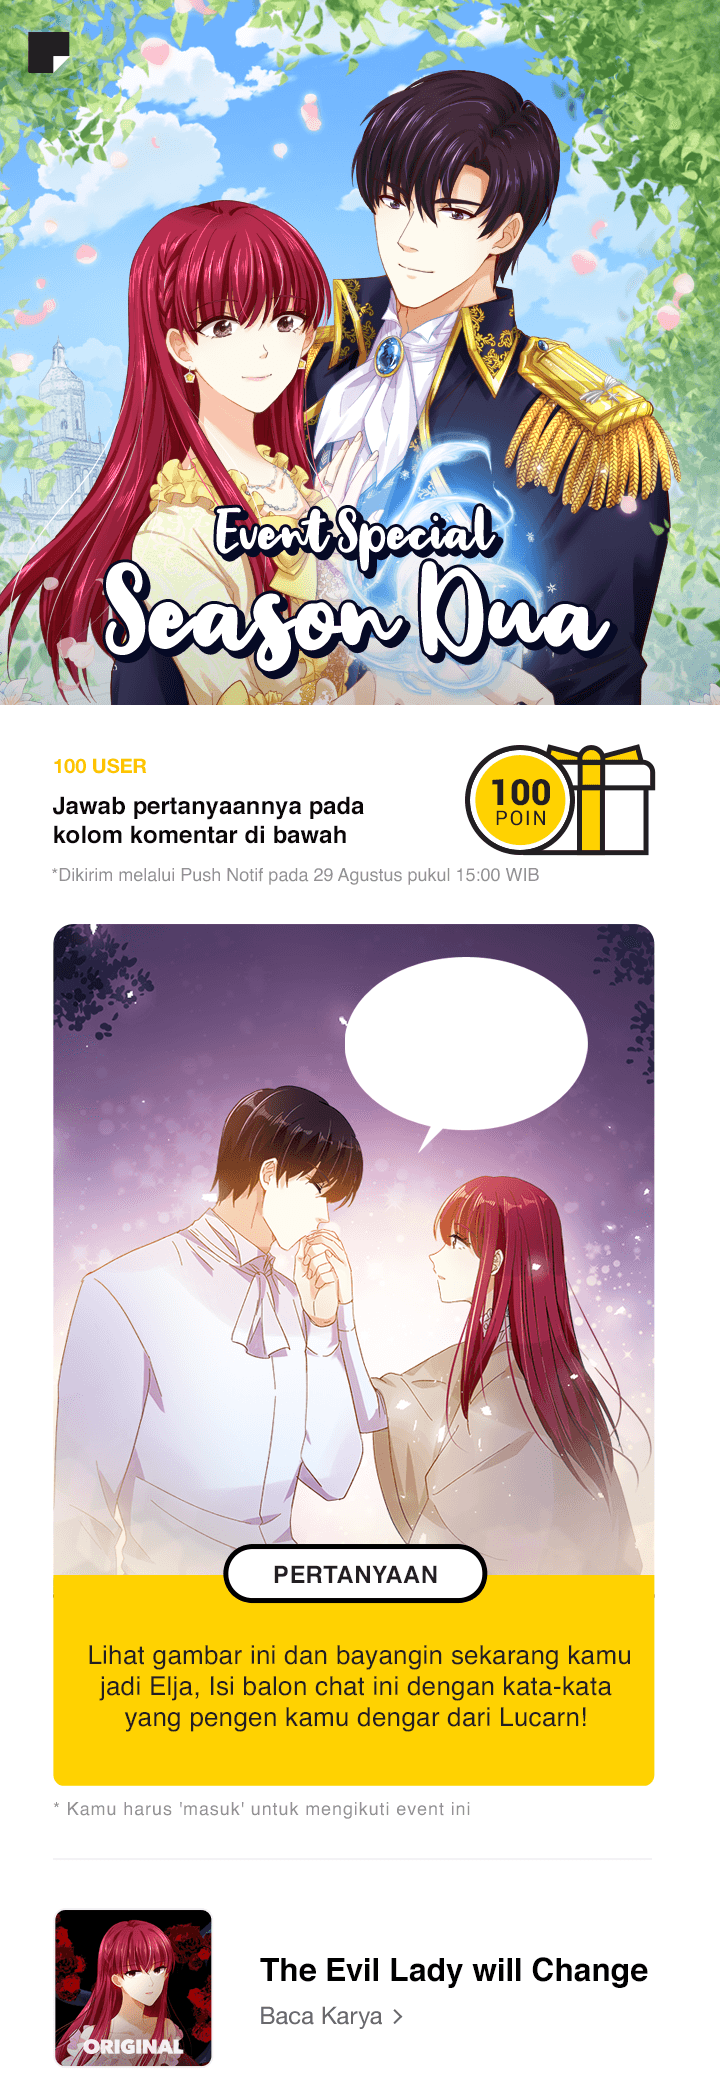 Event Special
Season Dua
100 USER
Jawab pertanyaannya pada
kolom komentar di bawah
*Dikirim melalui Push Notif pada 29 Agustus pukul 15:00 WIB
100
POIN
PERTANYAAN
Lihat gambar ini dan bayangin sekarang kamu
jadi Elja, Isi balon chat ini dengan kata-kata
yang pengen kamu dengar dari Lucarn!
* Kamu harus 'masuk' untuk mengikuti event ini
ORIGINAL
The Evil Lady will Change
Baca Karya >